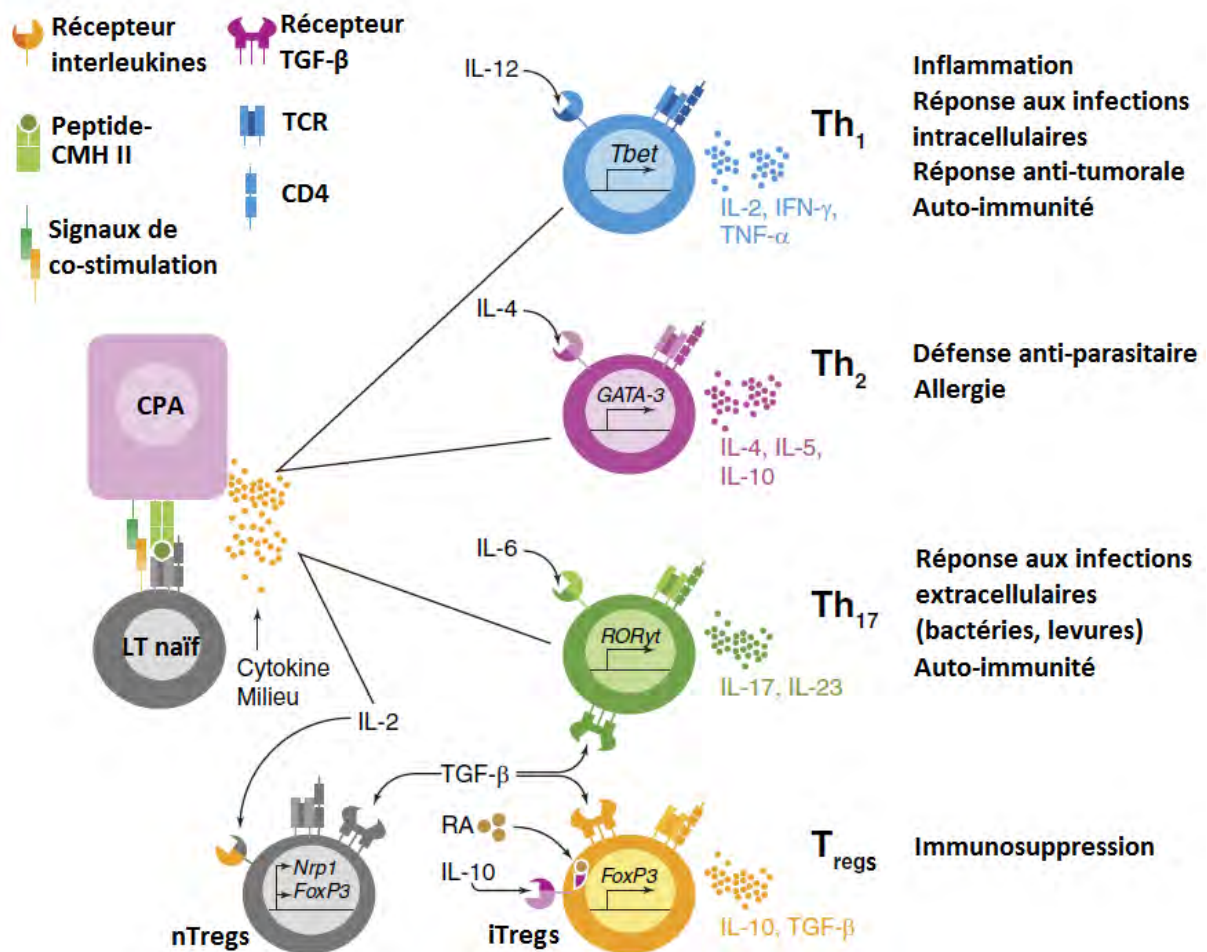 Récepteur
interleukines
Récepteur
TGF-β
Peptide-
CMH II
TCR
CD4
Signaux de
co-stimulation
CPA
LT naïf
Cytokine
Milieu
IL-12
Tbet
IL-2, IFN-γ,
TNF-α
Th1
Inflammation
Réponse aux infections
intracellulaires
Réponse anti-tumorale
Auto-immunité
IL-4
GATA-3
IL-4, IL-5,
IL-10
Th2
Défense anti-parasitaire
Allergie
IL-6
RORγt
IL-17, IL-23
Th17
Réponse aux infections
extracellulaires
(bactéries, levures)
Auto-immunité
IL-2
TGF-β
Nrp1
FoxP3
nTregs
RA
IL-10
FoxP3
iTregs
IL-10, TGF-β
Tregs
Immunosuppression